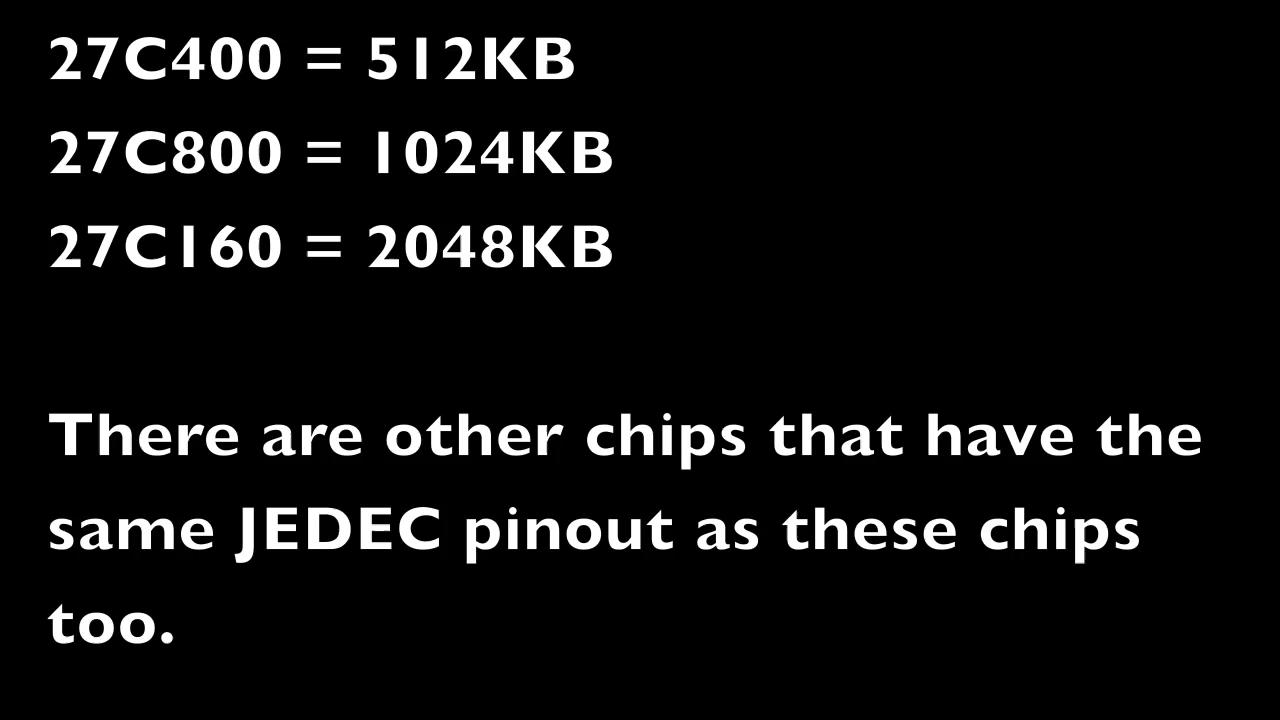 27C400 = 512KB
27C800 = 1024KB
27C160 = 2048KB
There are other chips that have the
same JEDEC pinout as these chips
too.